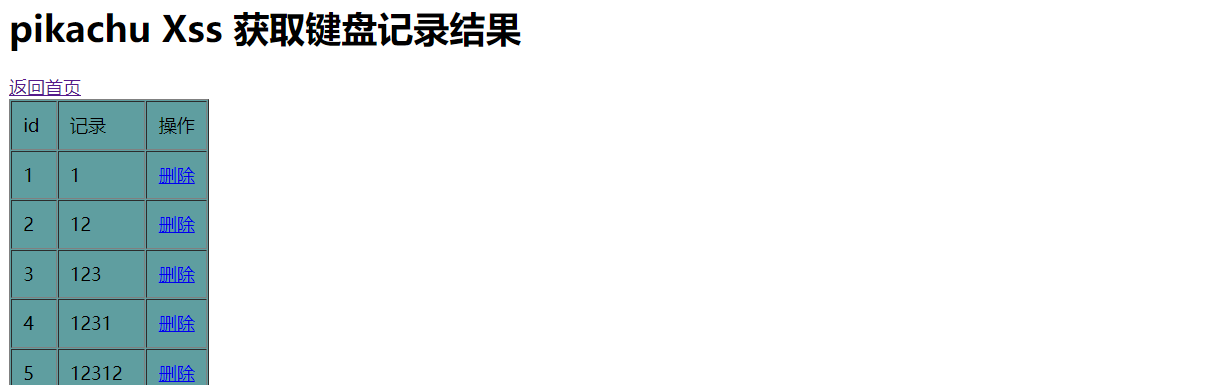 pikachu Xss 获取键盘记录结果
返回首页
id 记录 操作
1 1 删除
2 12 删除
3 123 删除
4 1231 删除
5 12312 删除